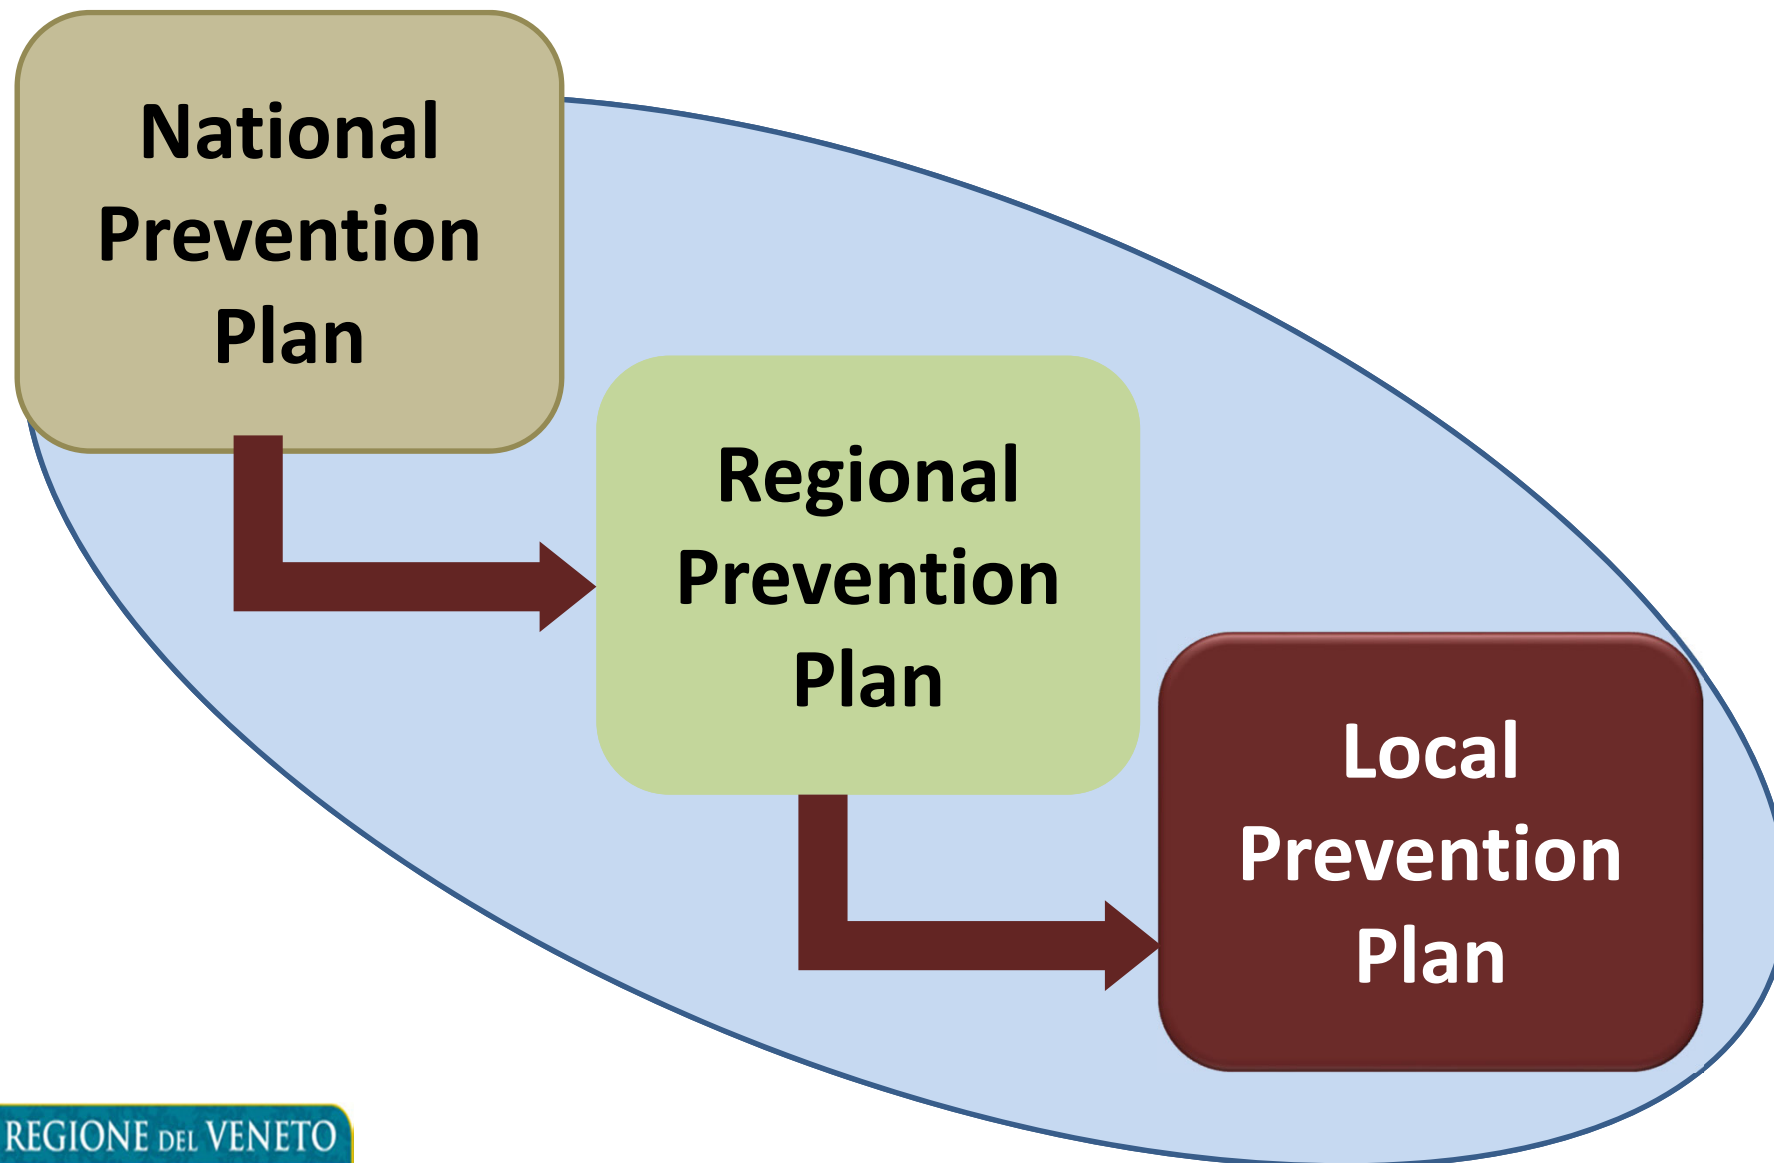 National
Prevention
Plan
Regional
Prevention
Plan
Local
Prevention
Plan
REGIONE DEL VENETO